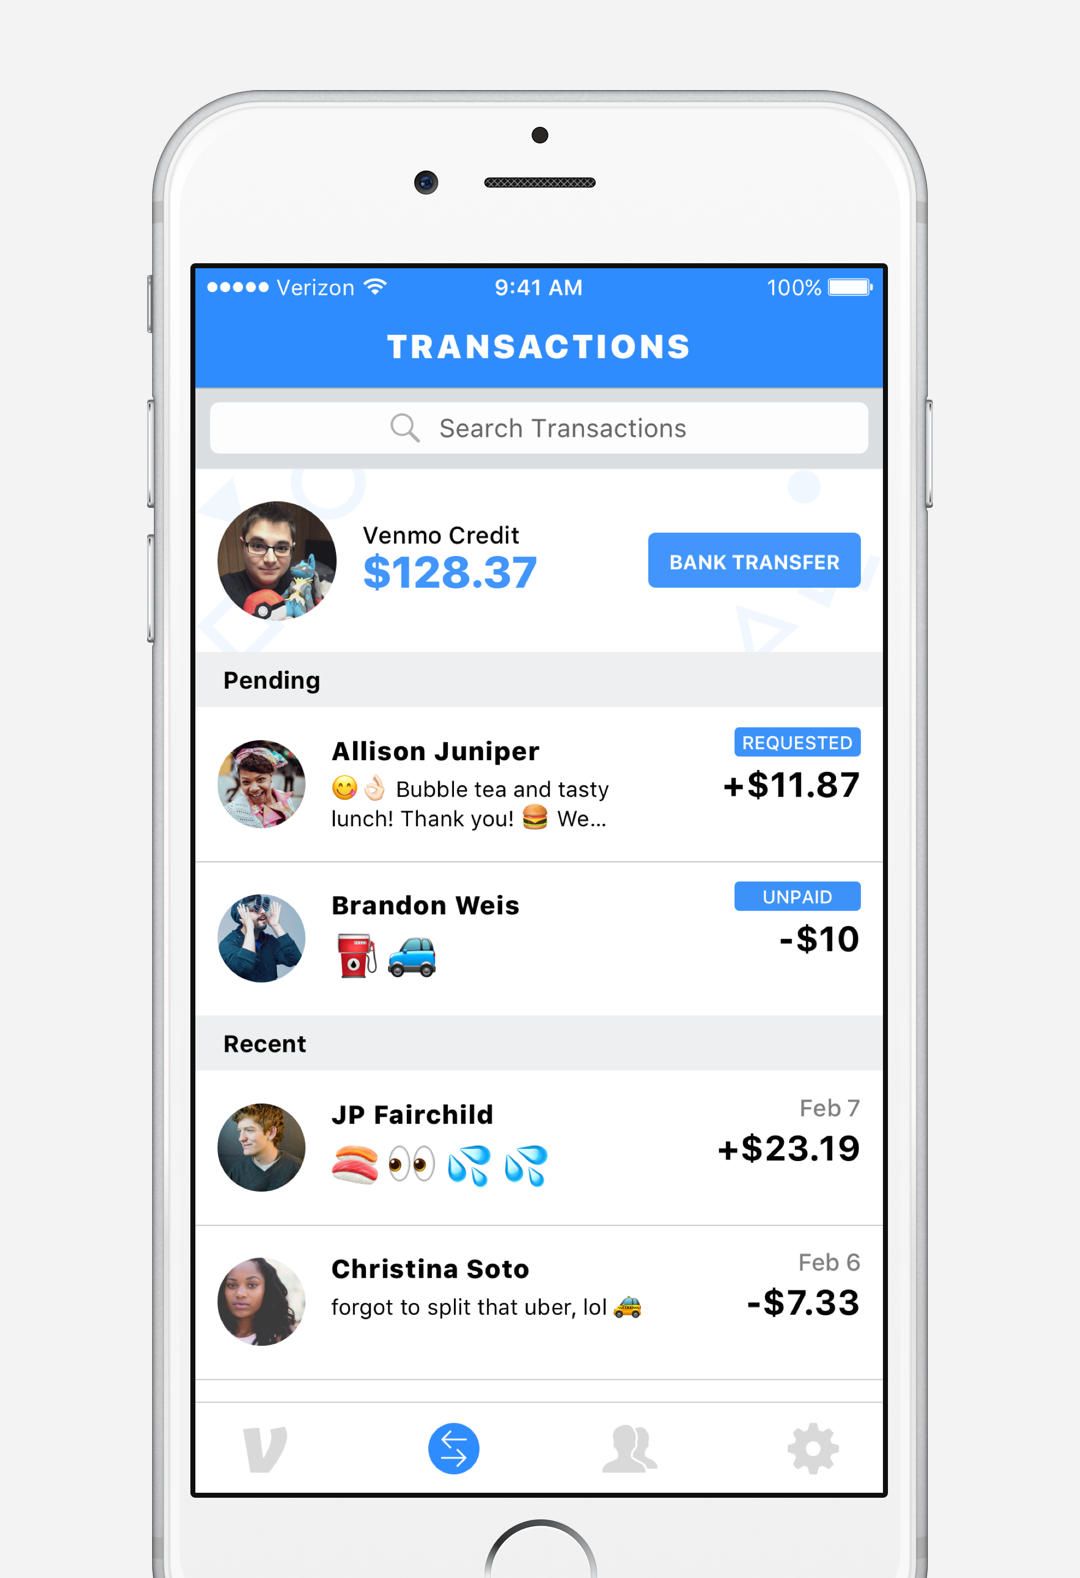 Verizon 9:41 AM 100%
TRANSACTIONS
Search Transactions
Venmo Credit
$128.37
BANK TRANSFER
Pending
Allison Juniper
REQUESTED
😋👌🏻 Bubble tea and tasty
lunch! Thank you! 🍔 We...
+$11.87
Brandon Weis
UNPAID
⛽🚙
-$10
Recent
JP Fairchild
Feb 7
🍣👀💦💦
+$23.19
Christina Soto
Feb 6
forgot to split that uber, lol 🚕
-$7.33